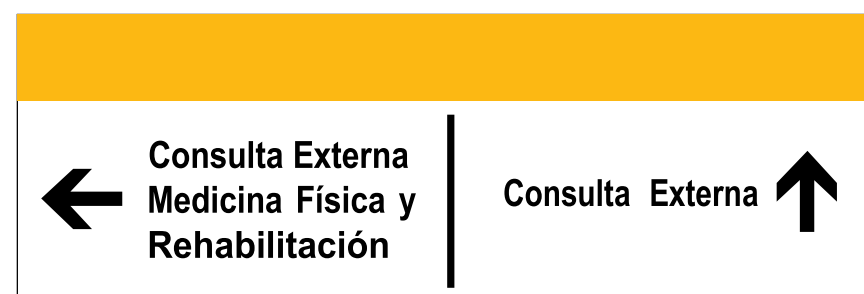 Consulta Externa
Medicina Física y
Rehabilitación
Consulta Externa